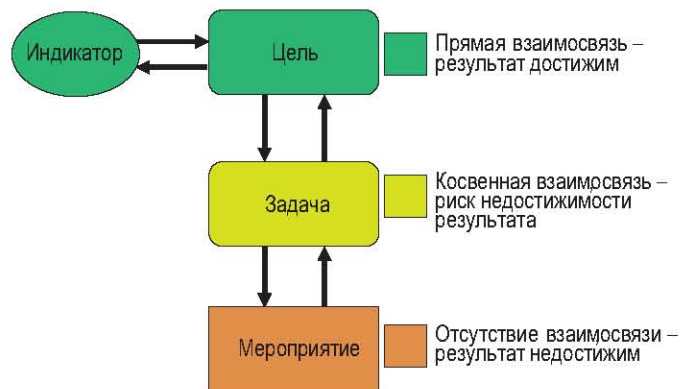 Индикатор
Цель
Прямая взаимосвязь –
результат достижим
Задача
Косвенная взаимосвязь –
риск недостижимости
результата
Мероприятие
Отсутствие взаимосвязи –
результат недостижим